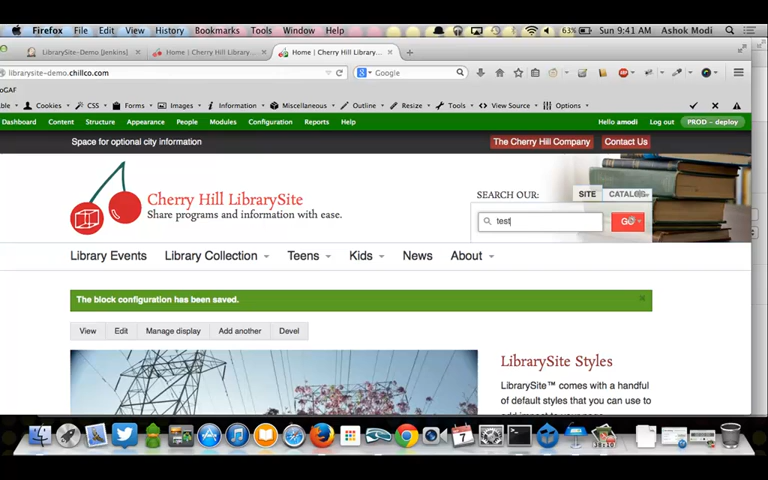 Firefox File Edit View History Bookmarks Tools Window Help 63% Sun 9:41 AM Ashok Modi
LibrarySite-Demo [Jenkins] Home | Cherry Hill Library... Home | Cherry Hill Library...
librarysite-demo.chillco.com Google
oGAF
ble Cookies CSS Forms Images Information Miscellaneous Outline Resize Tools View Source Options
Dashboard Content Structure Appearance People Modules Configuration Reports Help Hello amodi Log out PROD - deploy
Space for optional city information The Cherry Hill Company Contact Us
Cherry Hill LibrarySite
Share programs and information with ease.
SEARCH OUR: SITE CATALOG
test GO
Library Events Library Collection Teens Kids News About
The block configuration has been saved.
View Edit Manage display Add another Devel
LibrarySite Styles
LibrarySite™ comes with a handful
of default styles that you can use to
7